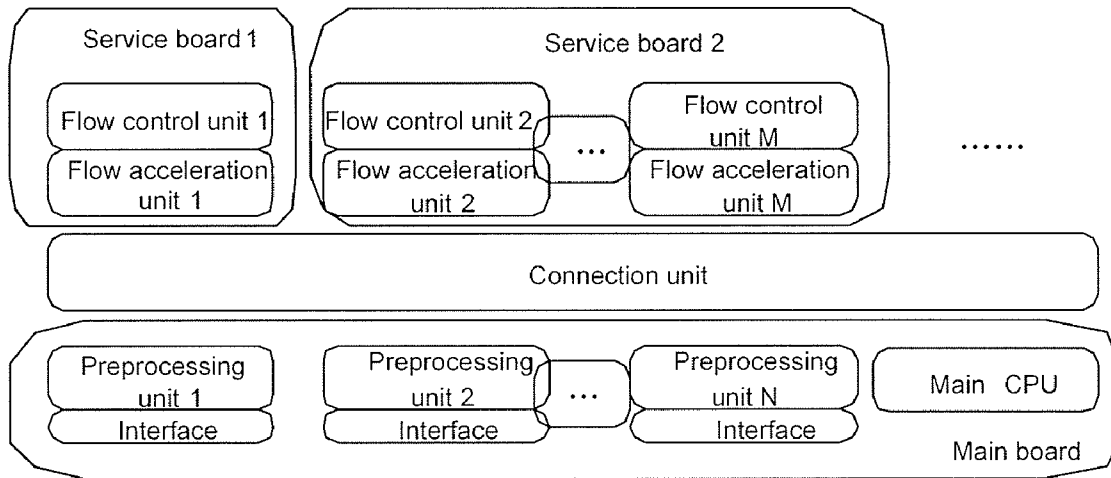 Service board 1
Service board 2
Flow control unit 1
Flow acceleration
unit 1
Flow control unit 2
Flow acceleration
unit 2
...
Flow control
unit M
Flow acceleration
unit M
......
Connection unit
Preprocessing
unit 1
Interface
Preprocessing
unit 2
Interface
...
Preprocessing
unit N
Interface
Main CPU
Main board